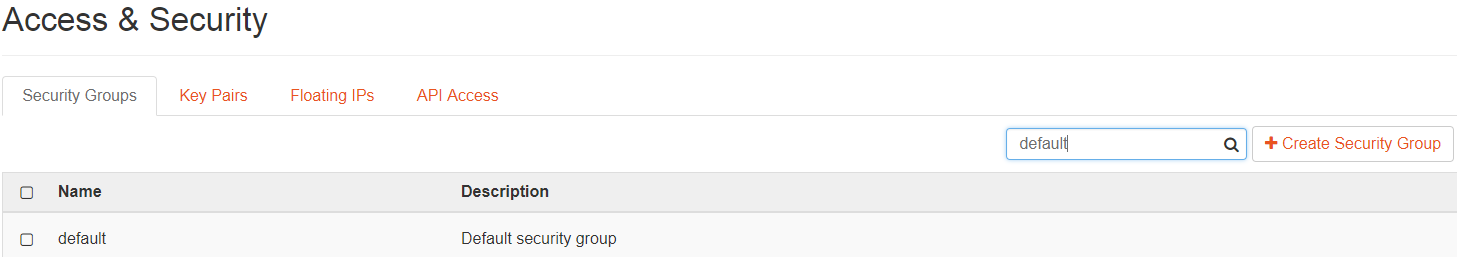 Access & Security
Security Groups Key Pairs Floating IPs API Access
default + Create Security Group
Name Description
default Default security group